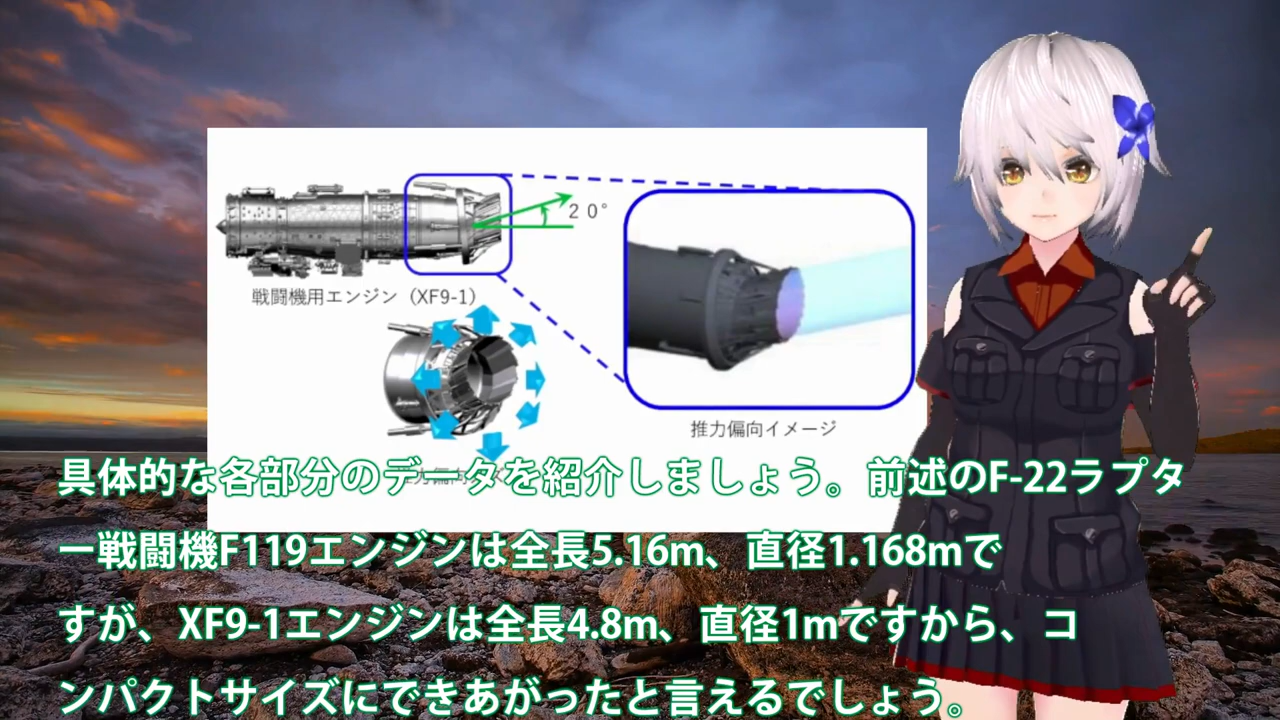 20°
戦闘機用エンジン（XF9-1）
推力偏向イメージ
具体的な各部分のデータを紹介しましょう。前述のF-22ラプタ
ー戦闘機F119エンジンは全長5.16m、直径1.168mで
すが、XF9-1エンジンは全長4.8m、直径1mですから、コ
ンパクトサイズにできあがったと言えるでしょう。